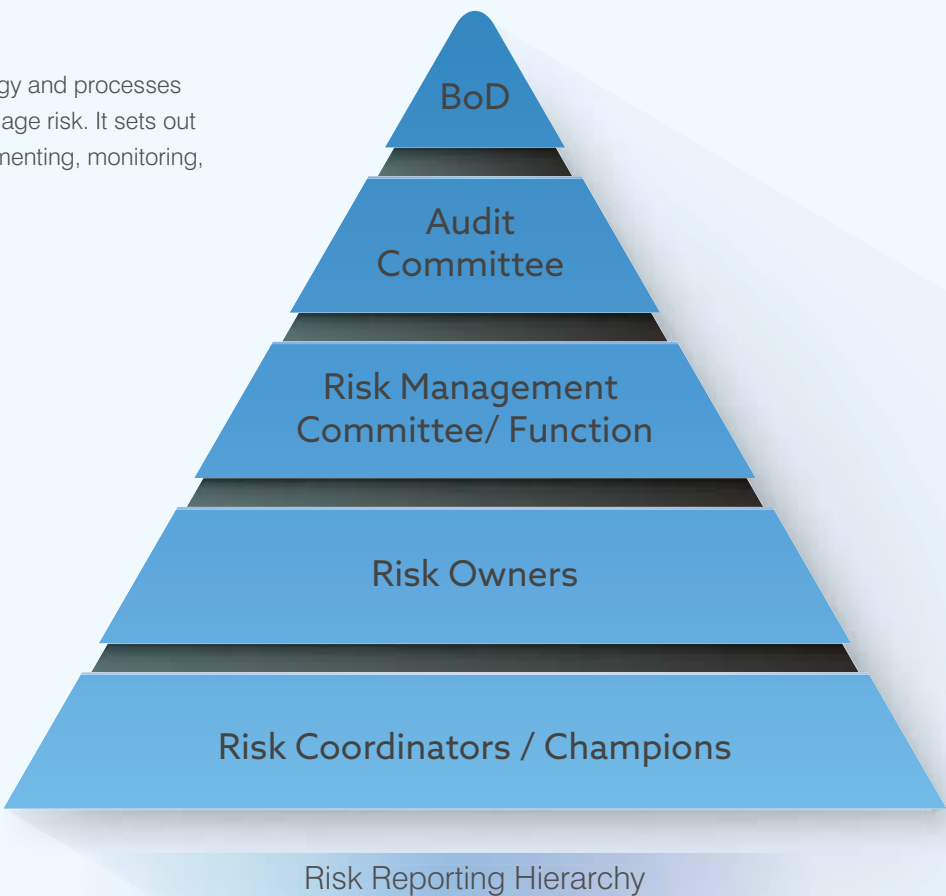 gy and processes
age risk. It sets out
menting, monitoring,
BoD
Audit
Committee
Risk Management
Committee/ Function
Risk Owners
Risk Coordinators / Champions
Risk Reporting Hierarchy